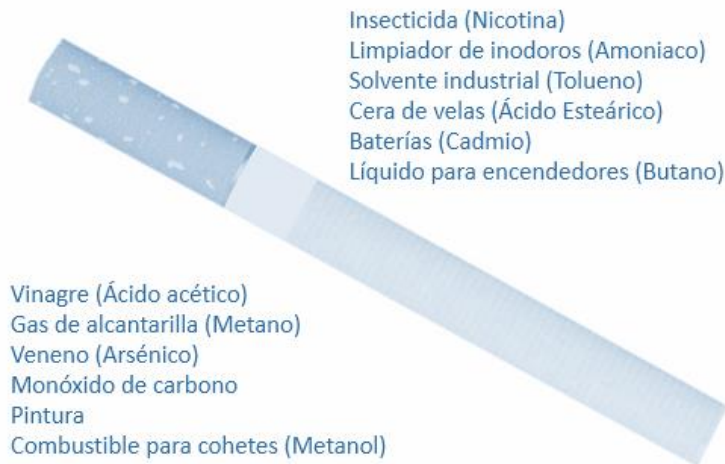 Insecticida (Nicotina)
Limpiador de inodoros (Amoniaco)
Solvente industrial (Tolueno)
Cera de velas (Ácido Esteárico)
Baterías (Cadmio)
Líquido para encendedores (Butano)
Vinagre (Ácido acético)
Gas de alcantarilla (Metano)
Veneno (Arsénico)
Monóxido de carbono
Pintura
Combustible para cohetes (Metanol)